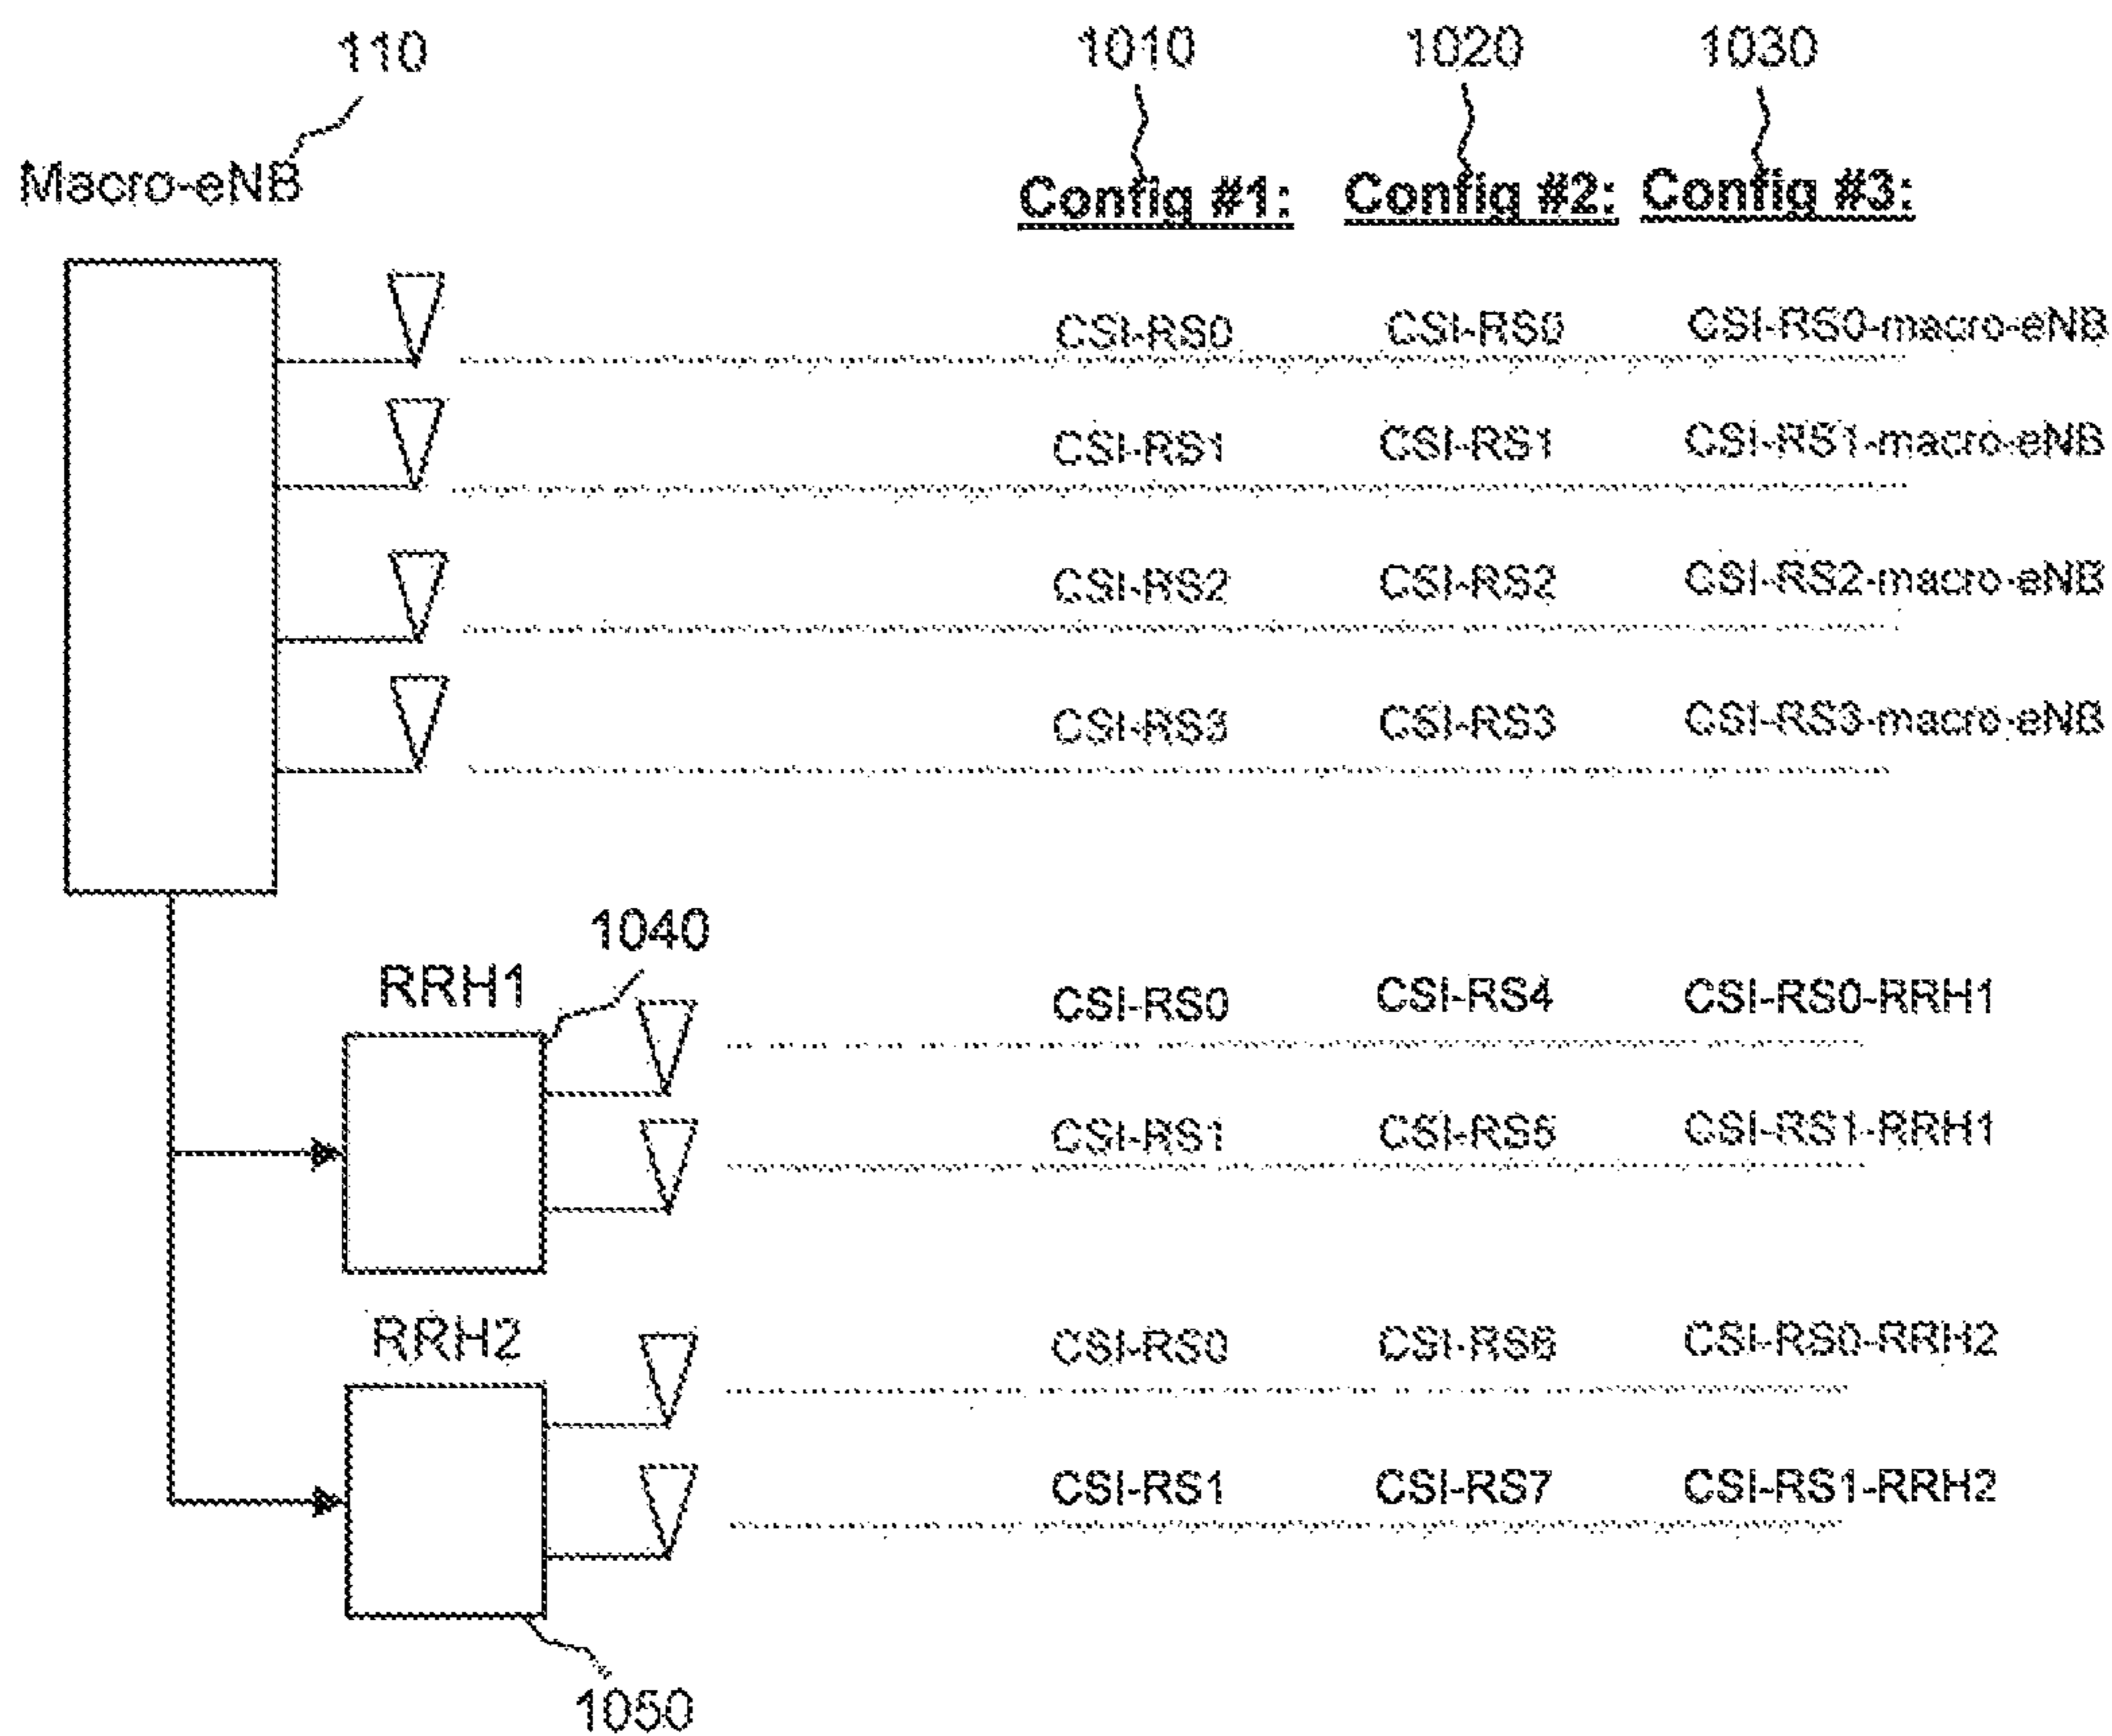 110 1010 1020 1030
Macro-eNB Config #1: Config #2: Config #3:
CSI-RS0 CSI-RS0 CSI-RS0-macro-eNB
CSI-RS1 CSI-RS1 CSI-RS1-macro-eNB
CSI-RS2 CSI-RS2 CSI-RS2-macro-eNB
CSI-RS3 CSI-RS3 CSI-RS3-macro-eNB
1040
RRH1 CSI-RS0 CSI-RS4 CSI-RS0-RRH1
CSI-RS1 CSI-RS5 CSI-RS1-RRH1
RRH2 CSI-RS0 CSI-RS6 CSI-RS0-RRH2
CSI-RS1 CSI-RS7 CSI-RS1-RRH2
1050